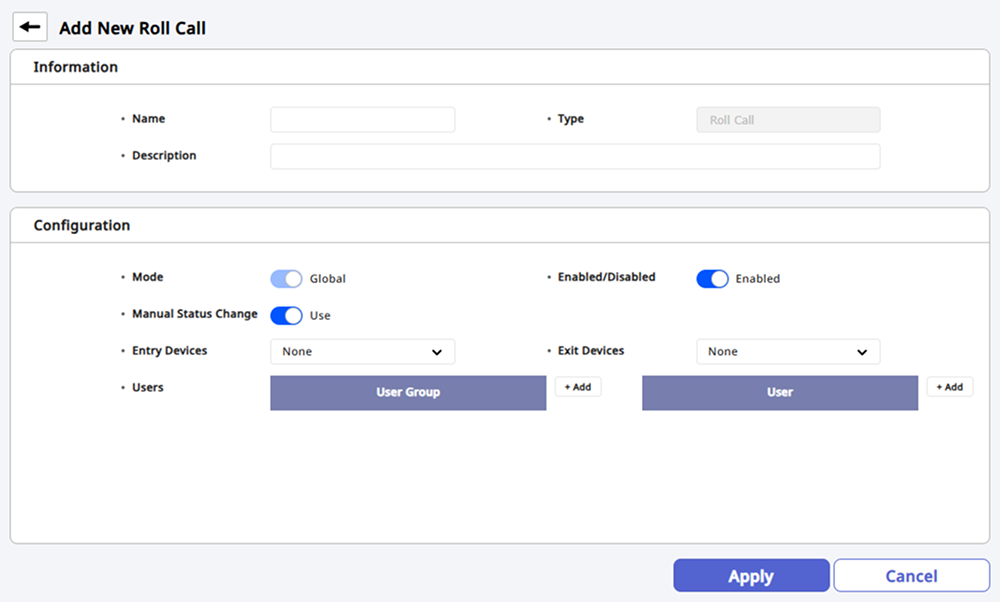 Add New Roll Call
Information
• Name
• Type
Roll Call
• Description
Configuration
• Mode
Global
• Enabled/Disabled
Enabled
• Manual Status Change
Use
• Entry Devices
None
• Exit Devices
None
• Users
User Group
+ Add
User
+ Add
Apply
Cancel